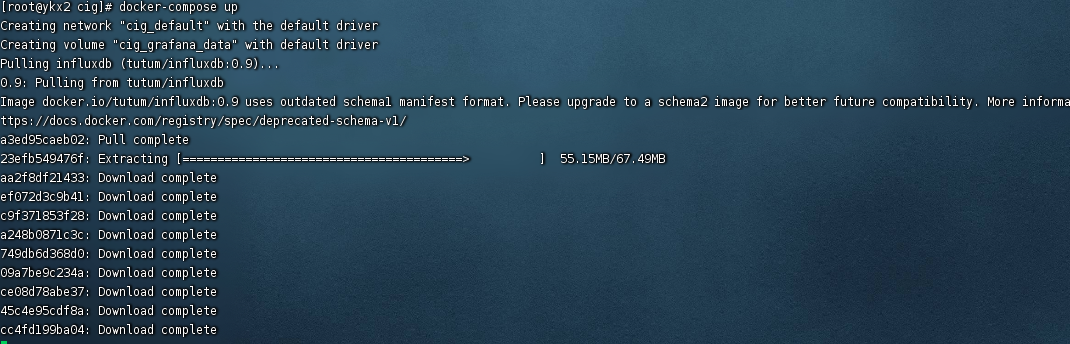 [root@ykx2 cig]# docker-compose up
Creating network "cig_default" with the default driver
Creating volume "cig_grafana_data" with default driver
Pulling influxdb (tutum/influxdb:0.9)...
0.9: Pulling from tutum/influxdb
Image docker.io/tutum/influxdb:0.9 uses outdated schema1 manifest format. Please upgrade to a schema2 image for better future compatibility. More informa
ttps://docs.docker.com/registry/spec/deprecated-schema-v1/
a3ed95caeb02: Pull complete
23efb549476f: Extracting [========================================>          ]  55.15MB/67.49MB
aa2f8df21433: Download complete
ef072d3c9b41: Download complete
c9f371853f28: Download complete
a248b0871c3c: Download complete
749db6d368d0: Download complete
09a7be9c234a: Download complete
ce08d78abe37: Download complete
45c4e95cdf8a: Download complete
cc4fd199ba04: Download complete